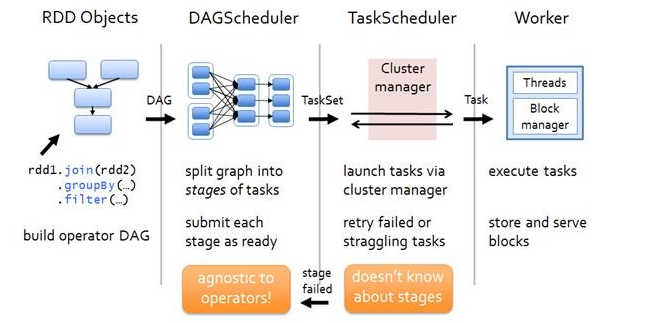 RDD Objects
DAGScheduler
TaskScheduler
Worker
DAG
TaskSet
Cluster
manager
Task
Threads
Block
manager
rdd1.join(rdd2)
.groupBy(…)
.filter(…)
build operator DAG
split graph into
stages of tasks
submit each
stage as ready
launch tasks via
cluster manager
retry failed or
straggling tasks
execute tasks
store and serve
blocks
agnostic to
operators!
stage
failed
doesn't know
about stages